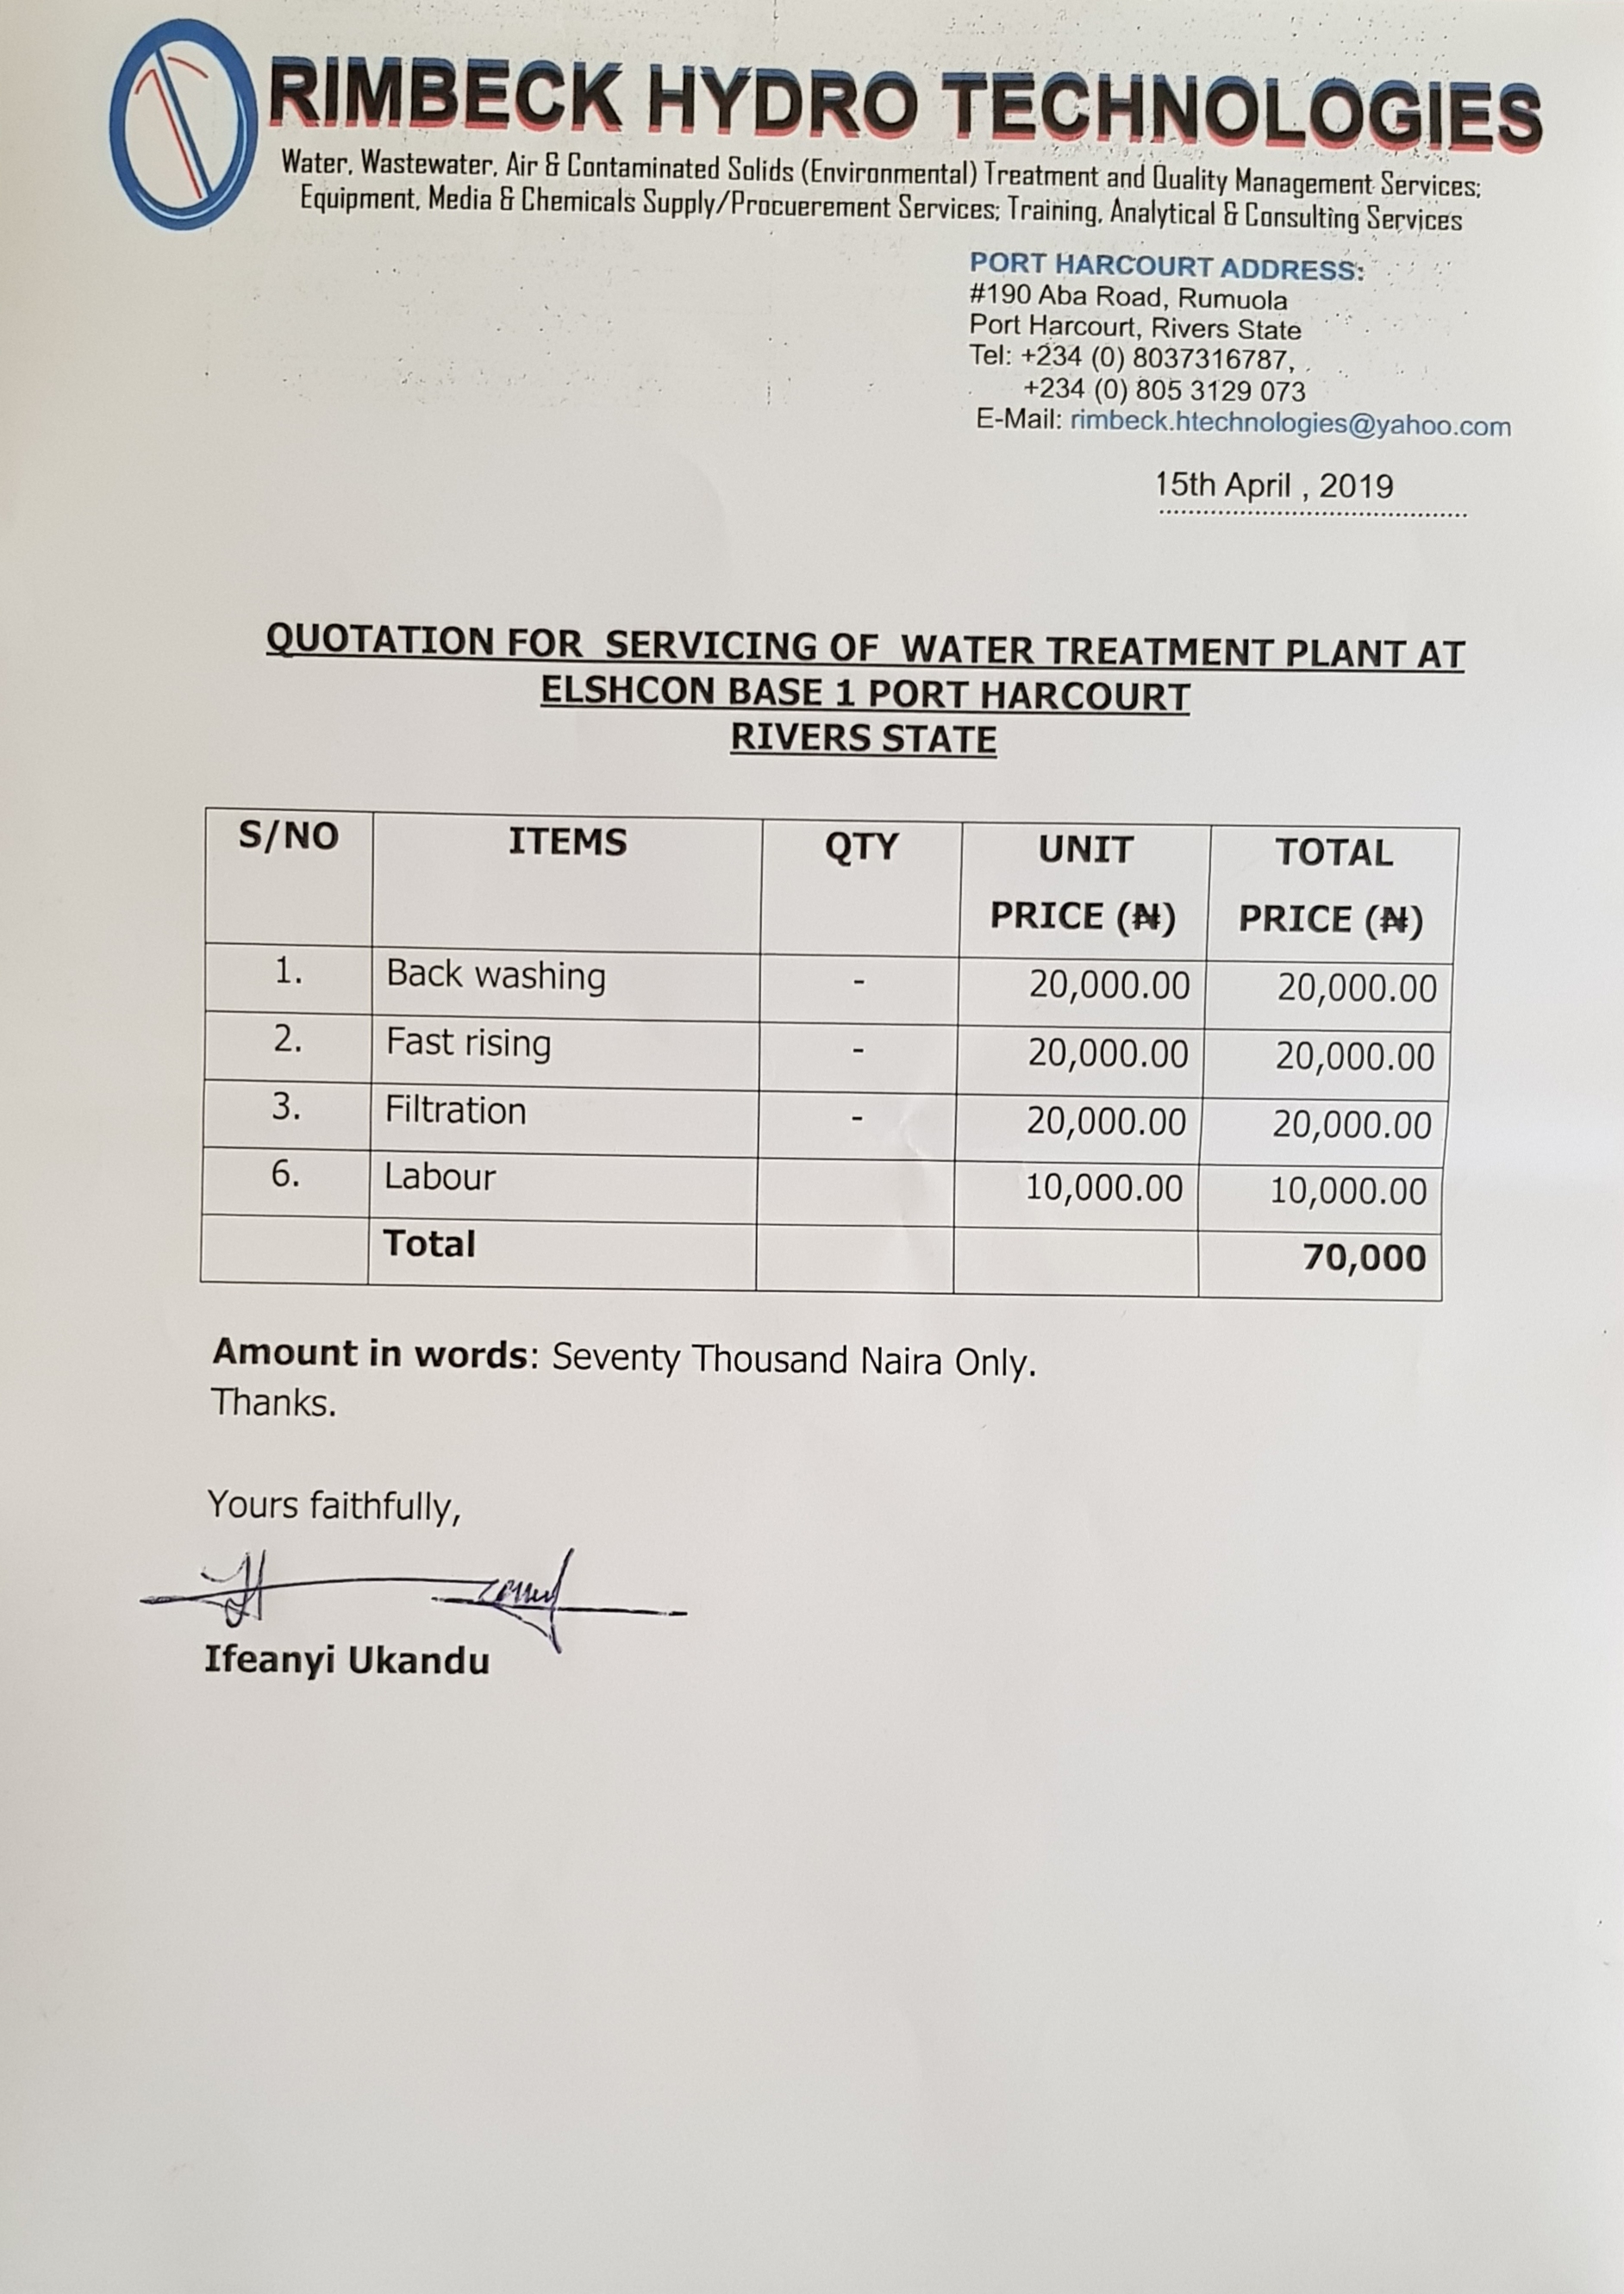 RIMBECK HYDRO TECHNOLOGIES
Water, Wastewater, Air & Contaminated Solids (Environmental) Treatment and Quality Management Services;
Equipment, Media & Chemicals Supply/Procuerement Services; Training, Analytical & Consulting Services
PORT HARCOURT ADDRESS:
#190 Aba Road, Rumuola
Port Harcourt, Rivers State
Tel: +234 (0) 8037316787,
+234 (0) 805 3129 073
E-Mail: rimbeck.htechnologies@yahoo.com
15th April , 2019
QUOTATION FOR SERVICING OF WATER TREATMENT PLANT AT
ELSHCON BASE 1 PORT HARCOURT
RIVERS STATE
S/NO ITEMS QTY UNIT PRICE (₦) TOTAL PRICE (₦)
1. Back washing - 20,000.00 20,000.00
2. Fast rising - 20,000.00 20,000.00
3. Filtration - 20,000.00 20,000.00
6. Labour 10,000.00 10,000.00
Total 70,000
Amount in words: Seventy Thousand Naira Only.
Thanks.
Yours faithfully,
Ifeanyi Ukandu